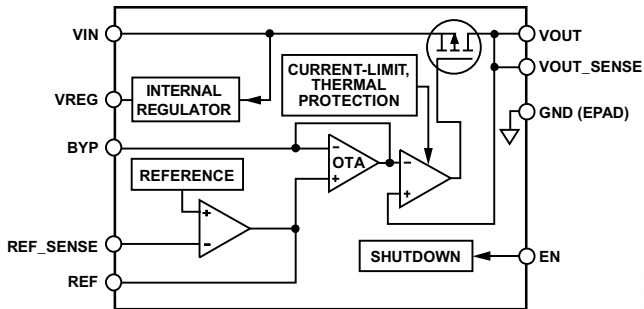 VIN
VOUT
VOUT_SENSE
CURRENT-LIMIT,
THERMAL
PROTECTION
INTERNAL
REGULATOR
VREG
GND (EPAD)
BYP
OTA
REFERENCE
REF_SENSE
SHUTDOWN
EN
REF